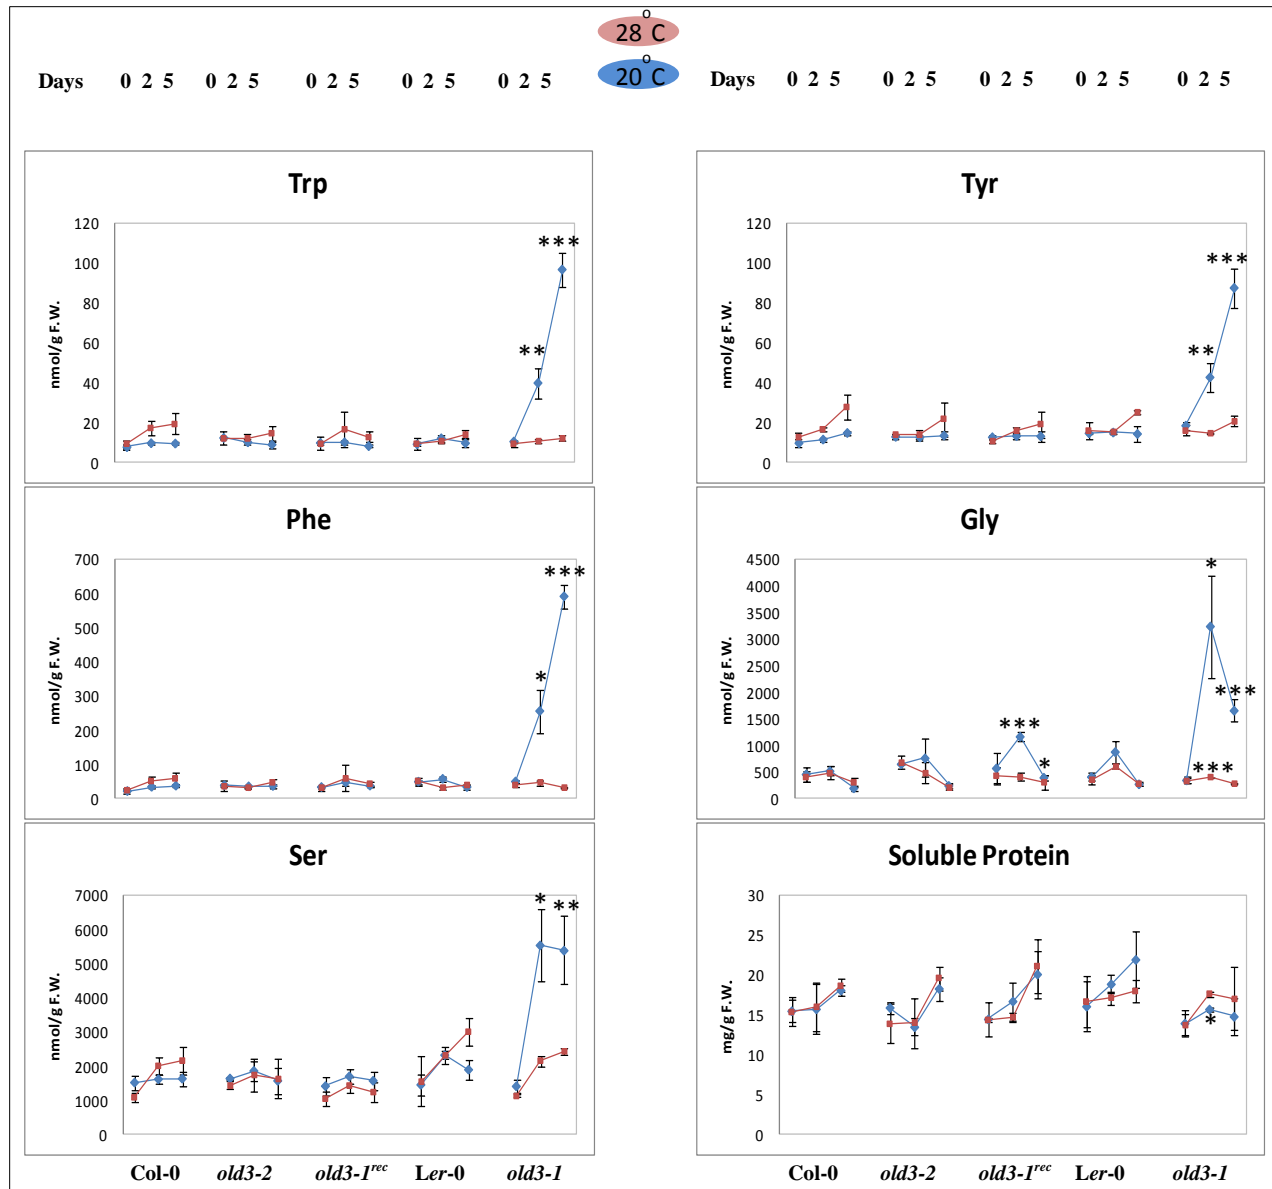 28 °C
20 °C
Days 0 2 5 0 2 5 0 2 5 0 2 5 0 2 5
Days 0 2 5 0 2 5 0 2 5 0 2 5 0 2 5
Trp
nmol/g F.W.
120
100
80
60
40
20
0
** ***
Tyr
nmol/g F.W.
120
100
80
60
40
20
0
** ***
Phe
nmol/g F.W.
700
600
500
400
300
200
100
0
* ***
Gly
nmol/g F.W.
4500
4000
3500
3000
2500
2000
1500
1000
500
0
*** * * *** ***
Ser
nmol/g F.W.
7000
6000
5000
4000
3000
2000
1000
0
* **
Soluble Protein
mg/g F.W.
30
25
20
15
10
5
0
*
Col-0 old3-2 old3-1rec Ler-0 old3-1
Col-0 old3-2 old3-1rec Ler-0 old3-1